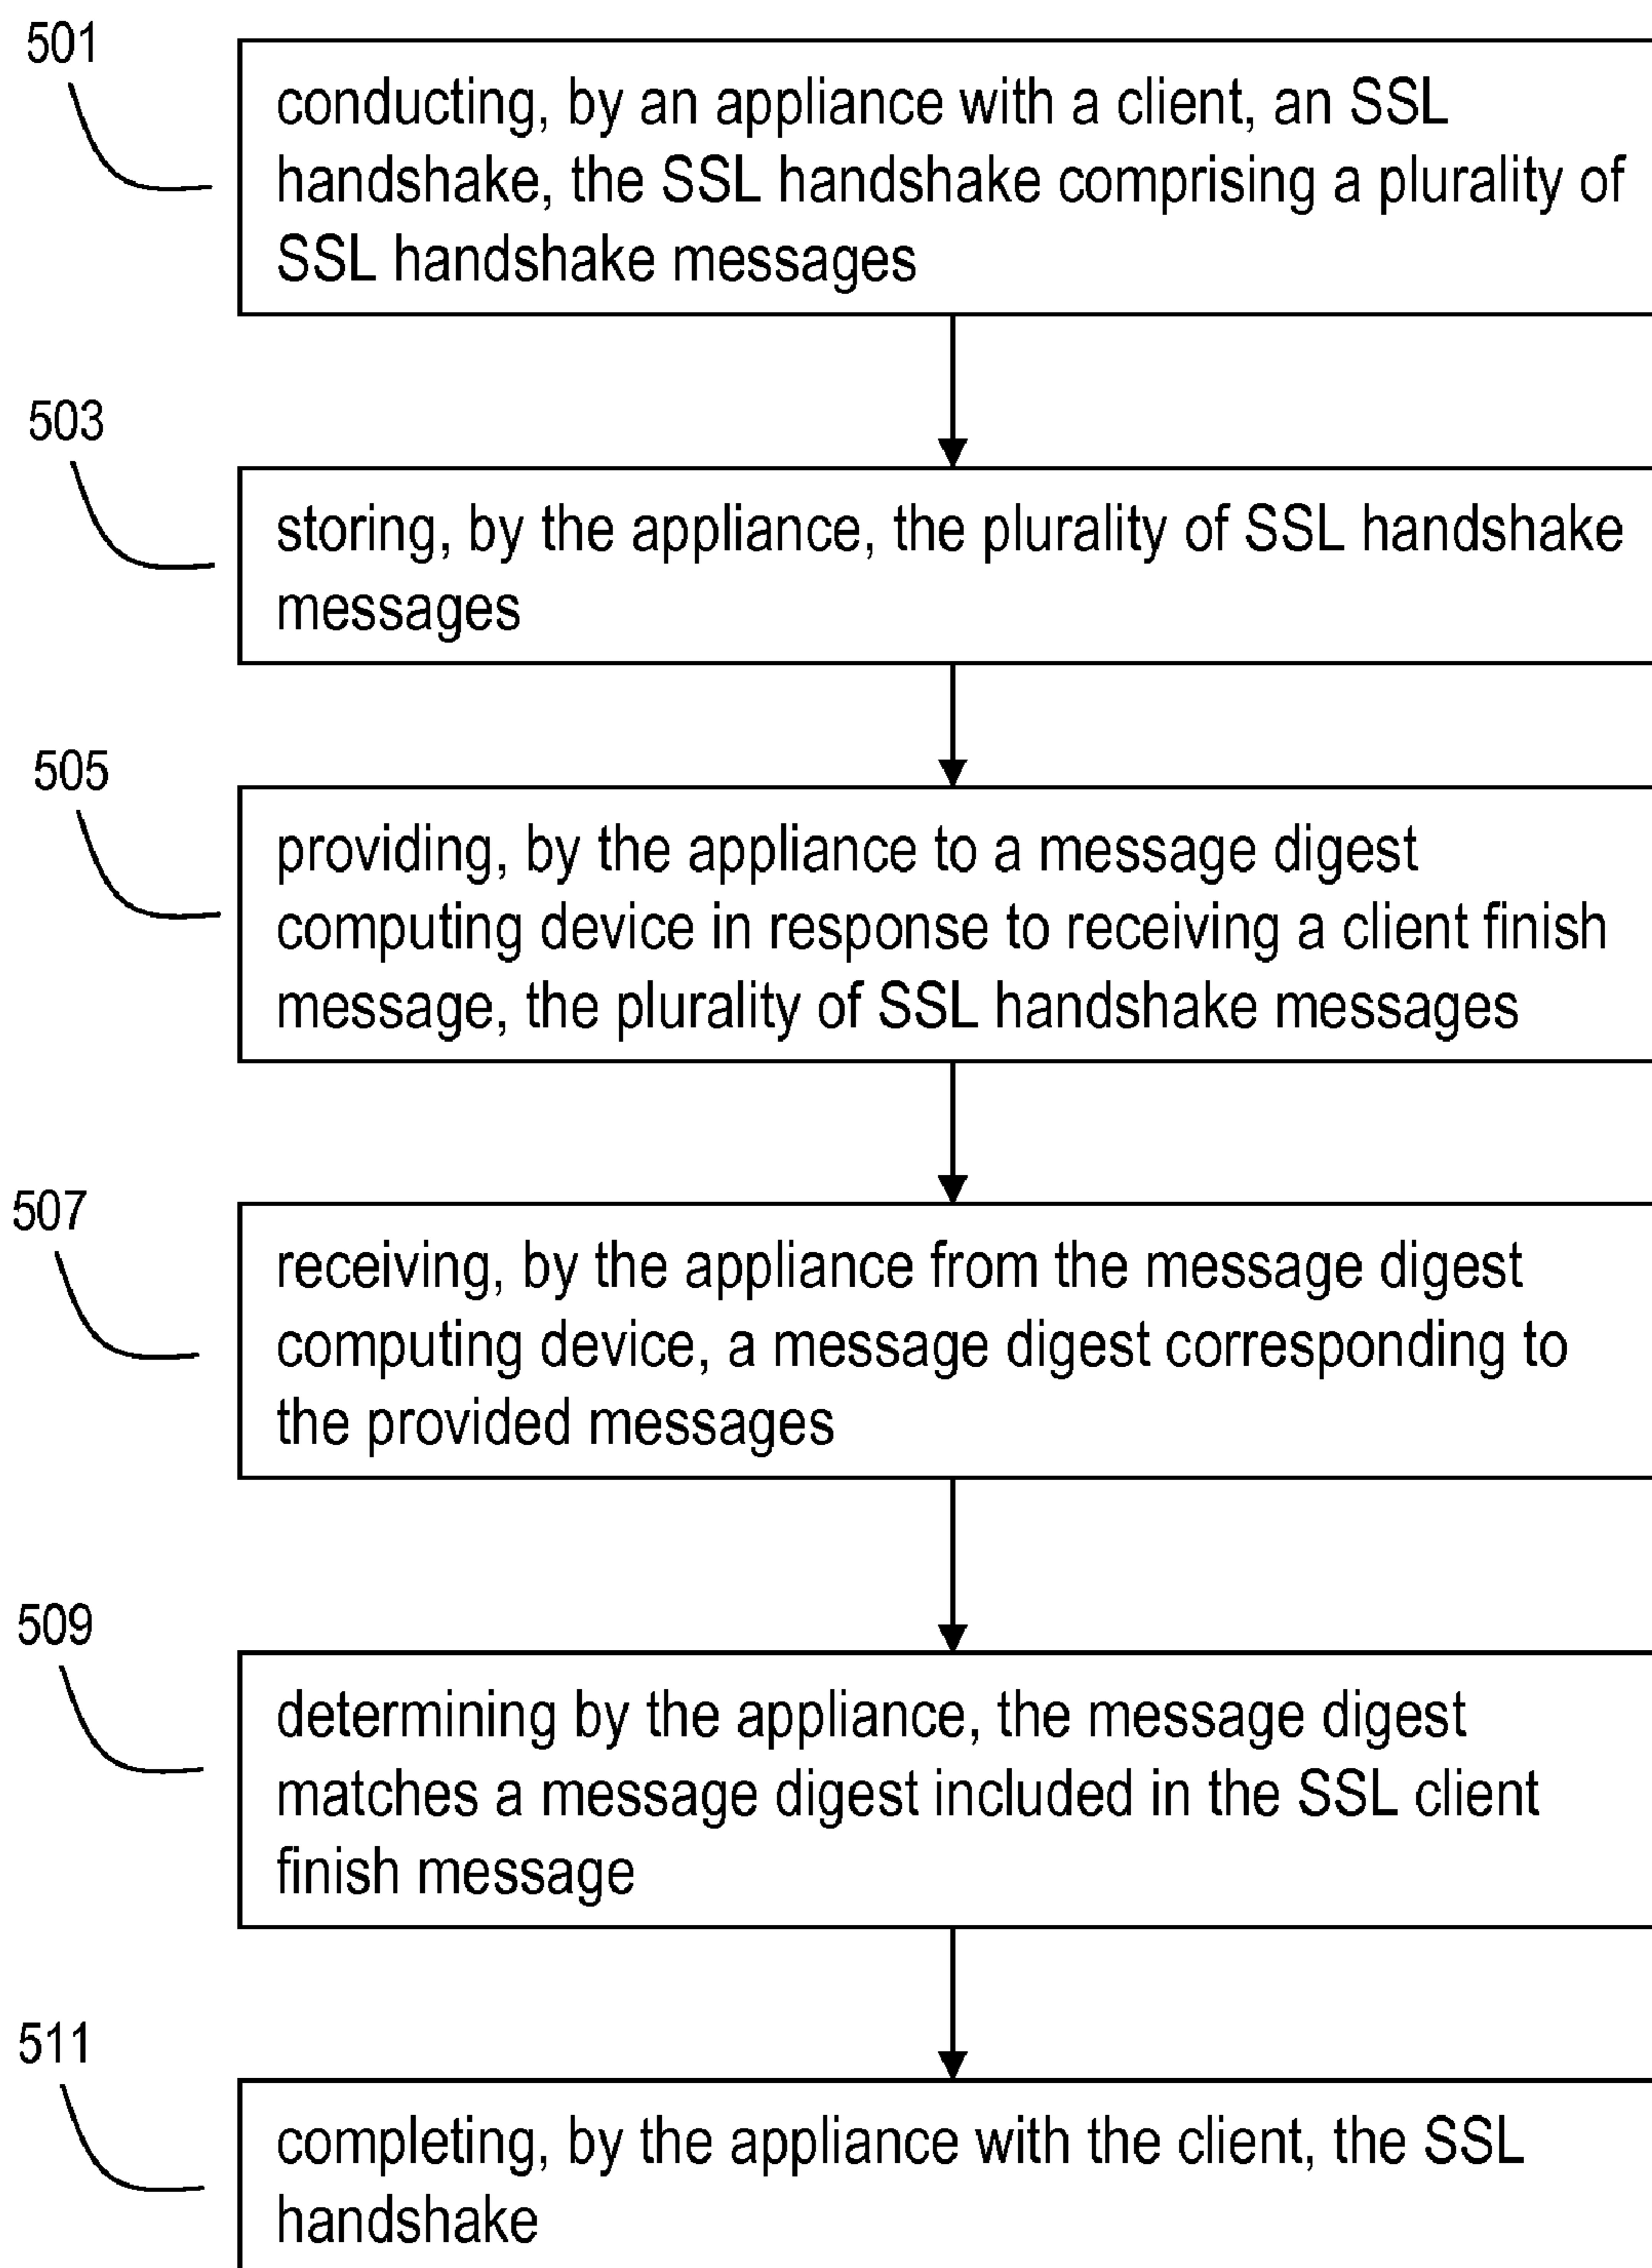 501
conducting, by an appliance with a client, an SSL
handshake, the SSL handshake comprising a plurality of
SSL handshake messages
503
storing, by the appliance, the plurality of SSL handshake
messages
505
providing, by the appliance to a message digest
computing device in response to receiving a client finish
message, the plurality of SSL handshake messages
507
receiving, by the appliance from the message digest
computing device, a message digest corresponding to
the provided messages
509
determining by the appliance, the message digest
matches a message digest included in the SSL client
finish message
511
completing, by the appliance with the client, the SSL
handshake